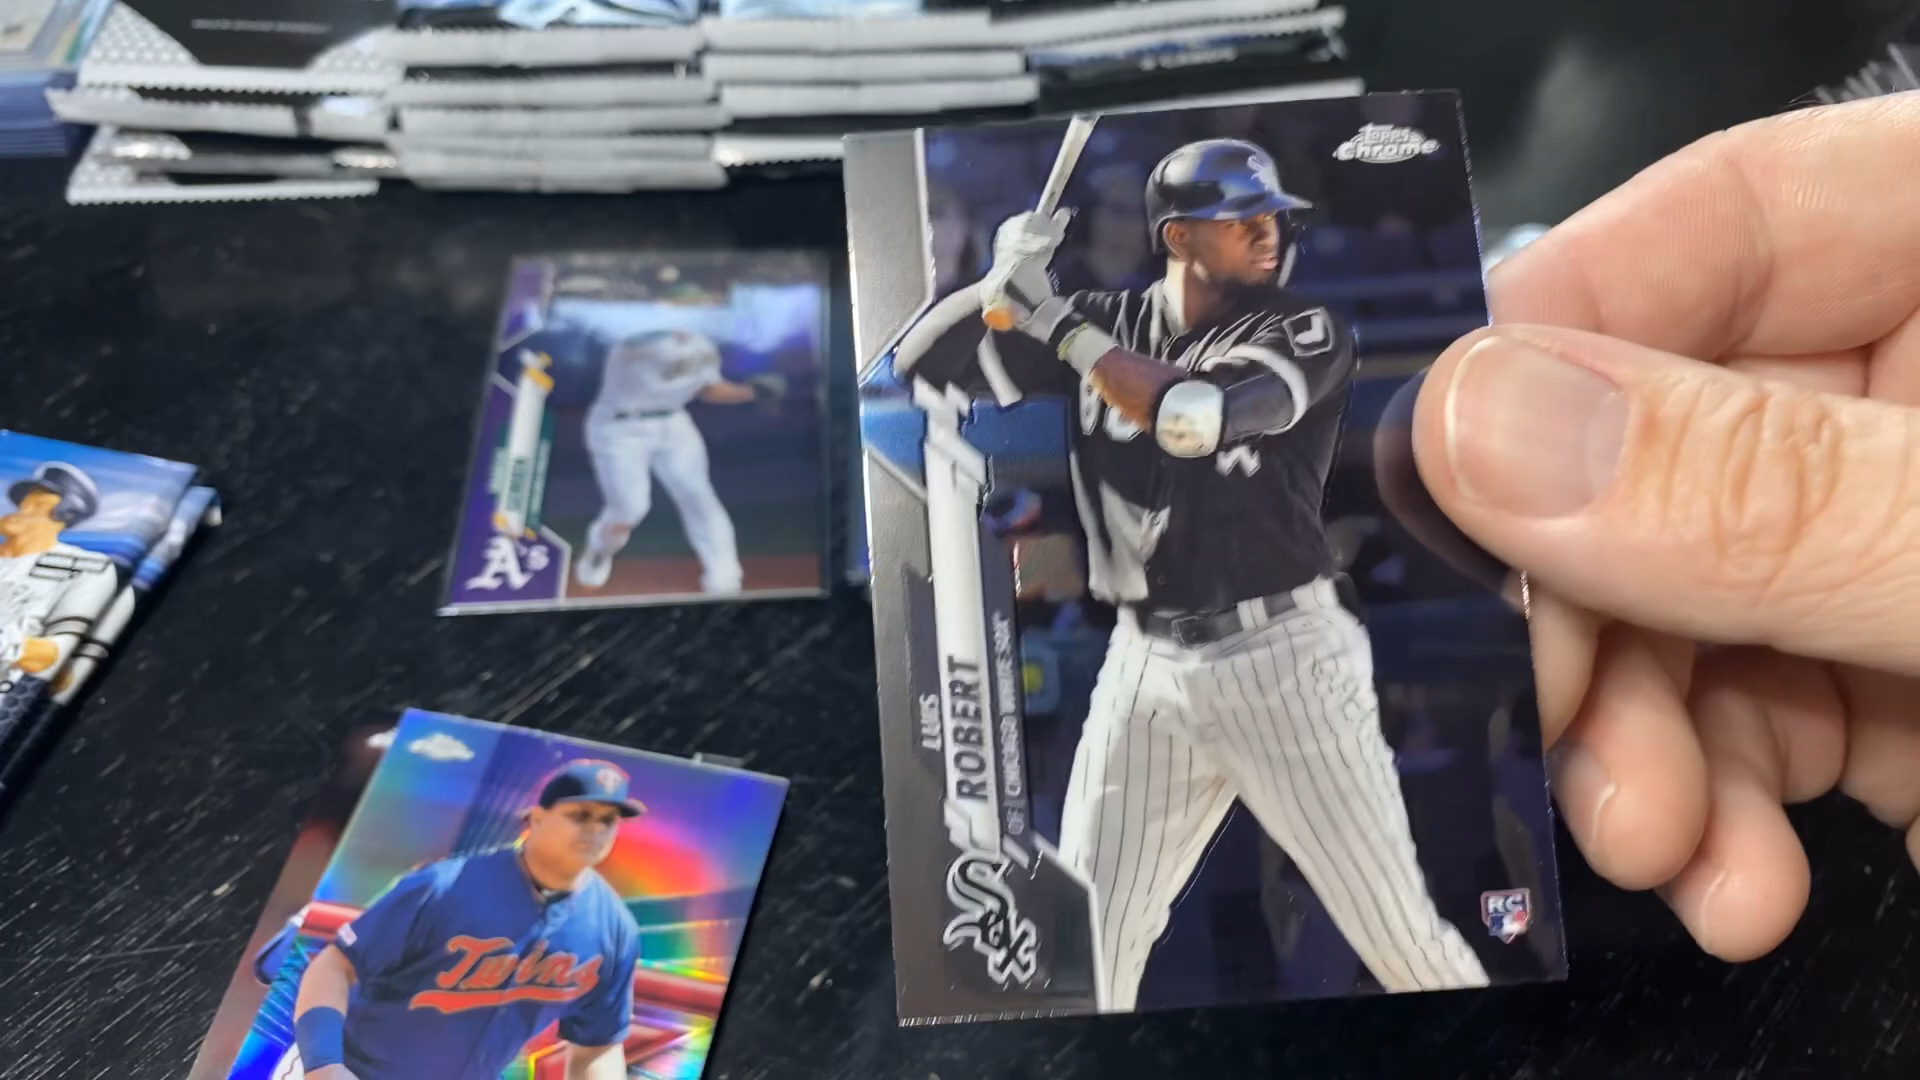 Topps
Chrome
LUIS
ROBERT
OF | CHICAGO WHITE SOX
Sox
RC
A's
Twins